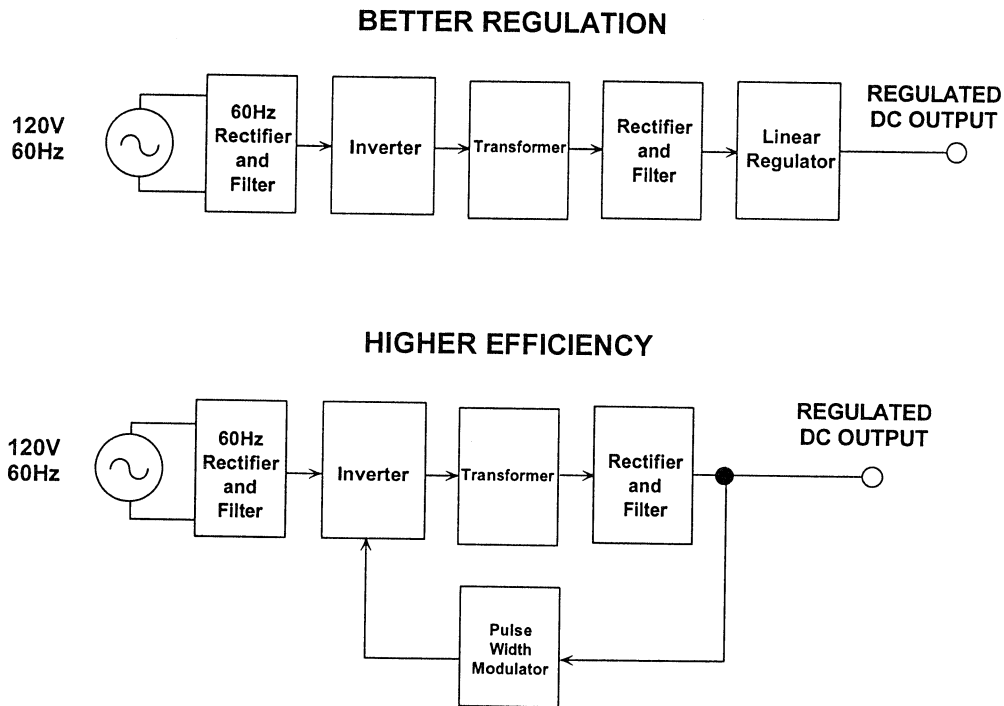 BETTER REGULATION
120V
60Hz
60Hz
Rectifier
and
Filter
Inverter
Transformer
Rectifier
and
Filter
Linear
Regulator
REGULATED
DC OUTPUT
HIGHER EFFICIENCY
120V
60Hz
60Hz
Rectifier
and
Filter
Inverter
Transformer
Rectifier
and
Filter
REGULATED
DC OUTPUT
Pulse
Width
Modulator